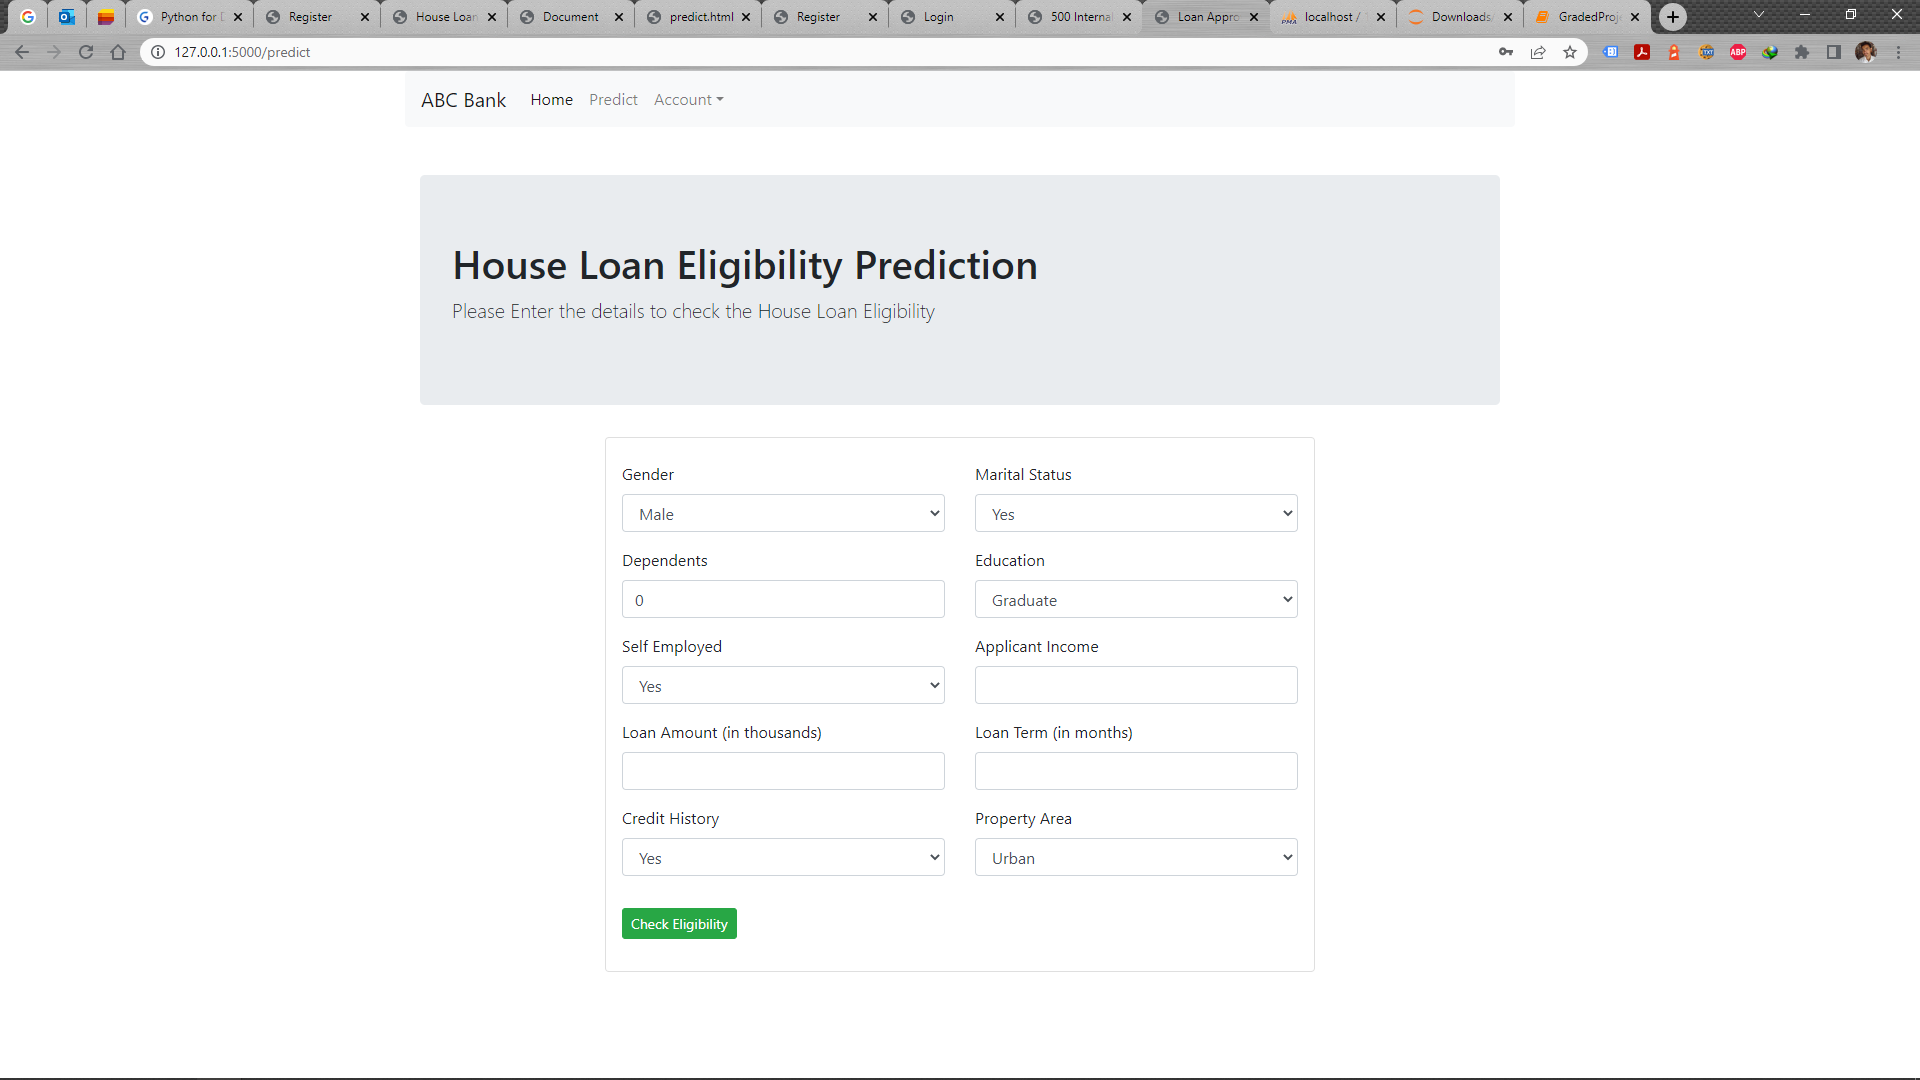 Python for D
Register
House Loan
Document
predict.html
Register
Login
500 Interna
Loan Appro
localhost /
Downloads/
GradedProj
127.0.0.1:5000/predict
ABC Bank Home Predict Account
House Loan Eligibility Prediction
Please Enter the details to check the House Loan Eligibility
Gender Marital Status
Male Yes
Dependents Education
0 Graduate
Self Employed Applicant Income
Yes
Loan Amount (in thousands) Loan Term (in months)
Credit History Property Area
Yes Urban
Check Eligibility